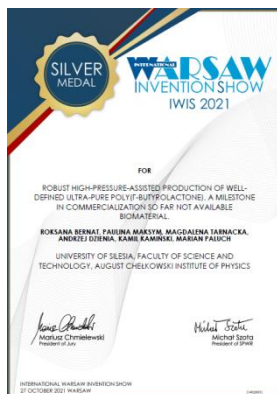 SILVER
MEDAL
INTERNATIONAL
WARSAW
INVENTION SHOW
IWIS 2021
FOR
ROBUST HIGH-PRESSURE-ASSISTED PRODUCTION OF WELL-
DEFINED ULTRA-PURE POLY(Γ-BUTYROLACTONE). A MILESTONE
IN COMMERCIALIZATION SO FAR NOT AVAILABLE
BIOMATERIAL.
ROKSANA BERNAT, PAULINA MAKSYM, MAGDALENA TARNACKA,
ANDRZEJ DZIENIA, KAMIL KAMIŃSKI, MARIAN PALUCH
UNIVERSITY OF SILESIA, FACULTY OF SCIENCE AND
TECHNOLOGY, AUGUST CHEŁKOWSKI INSTITUTE OF PHYSICS
Mariusz Chmielewski
President of Jury
Michał Szota
President of SPWiR
INTERNATIONAL WARSAW INVENTION SHOW
27 OCTOBER 2021 WARSAW